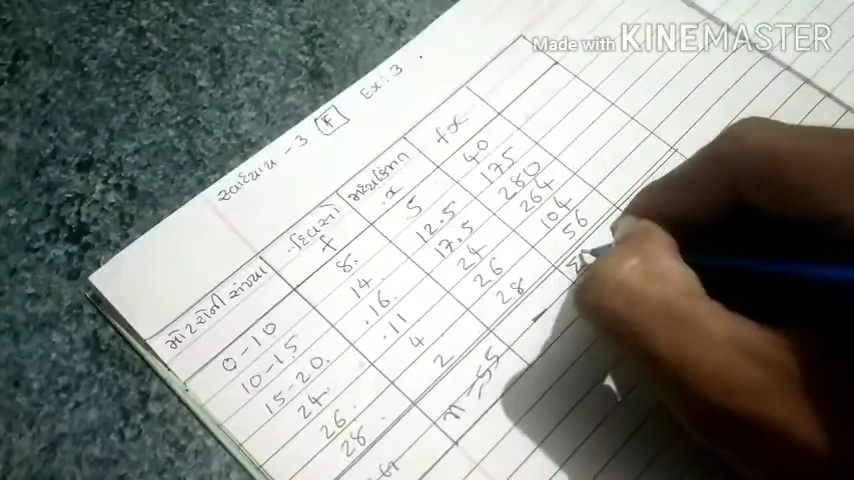 Made with KINEMASTER
સ્વાધ્યાય - 3 F Ex: 3.
મોટરોની સંખ્યા દિવસો f મધ્યકિંમત x fx
0-10 8. 5 40
10-15 14. 12.5 175
15-20. 16. 17.5 280
24. 11 24 264
26. 4 26 104
28. 2 28 56
n = 55